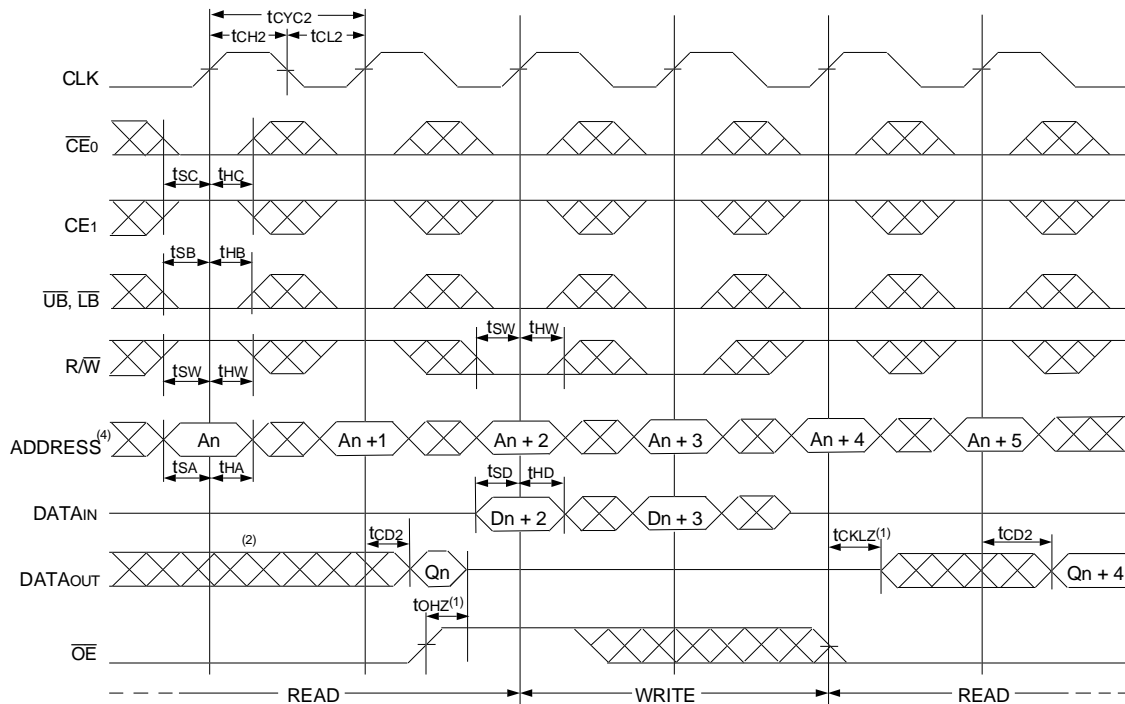 tCYC2
tCH2 tCL2
CLK
CE0
tSC tHC
CE1
tSB tHB
UB, LB
tSW tHW
R/W
tSW tHW
ADDRESS(4) An An +1 An + 2 An + 3 An + 4 An + 5
tSA tHA tSD tHD
DATAIN Dn + 2 Dn + 3
(2) tCD2 tCKLZ(1) tCD2
DATAOUT Qn Qn + 4
tOHZ(1)
OE
READ WRITE READ